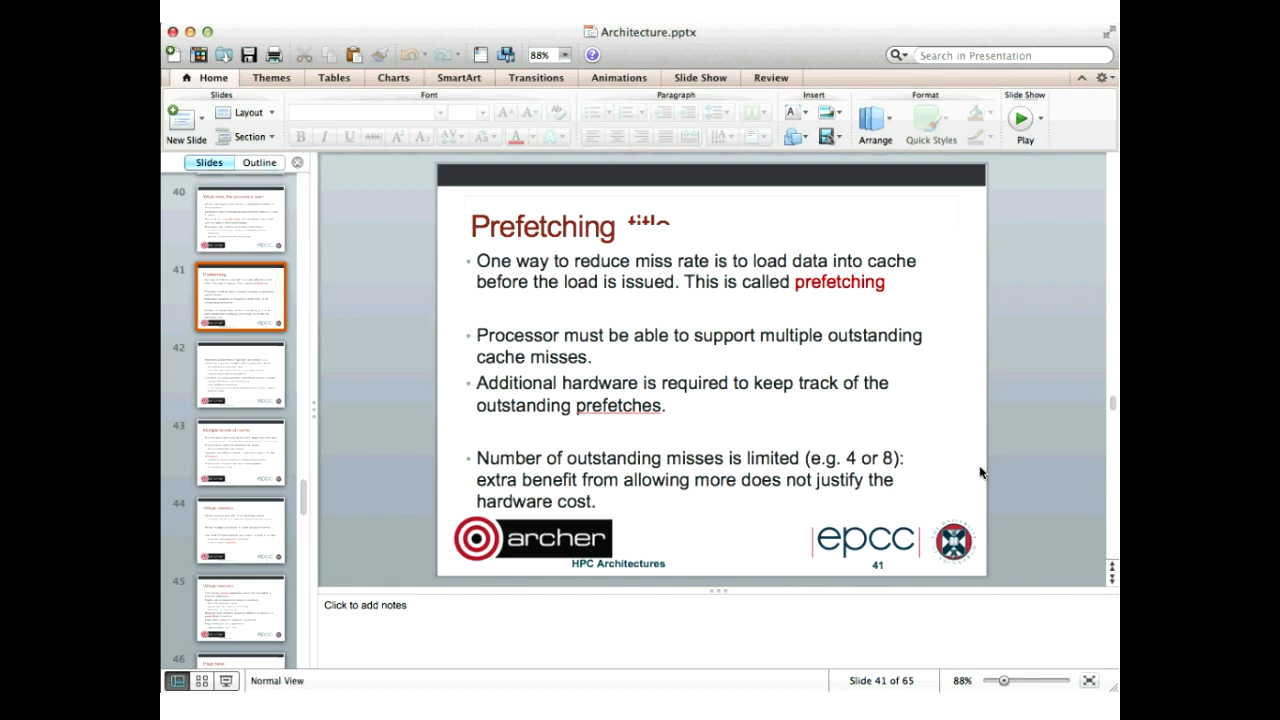 Architecture.pptx
88%
Search in Presentation
Home Themes Tables Charts SmartArt Transitions Animations Slide Show Review
Slides Font Paragraph Insert Format Slide Show
New Slide Layout Section
Arrange Quick Styles Play
Slides Outline
40
41
42
43
44
45
46
Prefetching
• One way to reduce miss rate is to load data into cache
before the load is issued. This is called prefetching
• Processor must be able to support multiple outstanding
cache misses.
• Additional hardware is required to keep track of the
outstanding prefetches.
• Number of outstanding misses is limited (e.g. 4 or 8)
extra benefit from allowing more does not justify the
hardware cost.
archer
epcc
HPC Architectures
41
Click to add
Normal View
Slide 41 of 65
88%